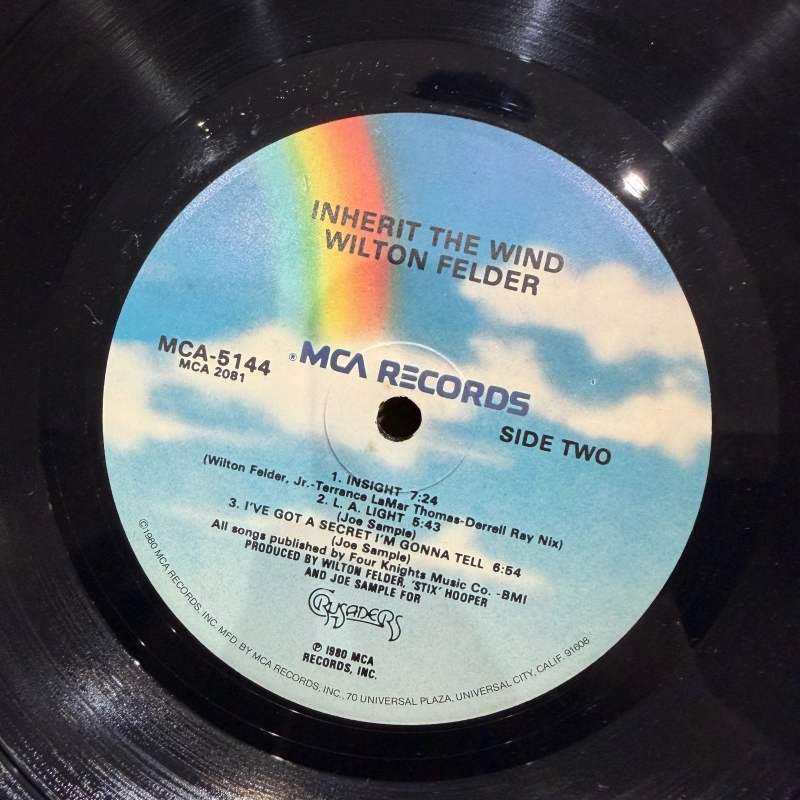 INHERIT THE WIND
WILTON FELDER
MCA-5144
MCA 2081
® MCA RECORDS
SIDE TWO
1. INSIGHT 7:24
(Wilton Felder, Jr.-Terrance LaMar Thomas-Derrell Ray Nix)
2. L. A. LIGHT 5:43
(Joe Sample)
3. I'VE GOT A SECRET I'M GONNA TELL 6:54
(Joe Sample)
All songs published by Four Knights Music Co. -BMI
PRODUCED BY WILTON FELDER, 'STIX' HOOPER
AND JOE SAMPLE FOR
CRUSADERS
℗ 1980 MCA
RECORDS, INC.
©1980 MCA RECORDS, INC. MFD BY MCA RECORDS, INC., 70 UNIVERSAL PLAZA, UNIVERSAL CITY, CALIF. 91608